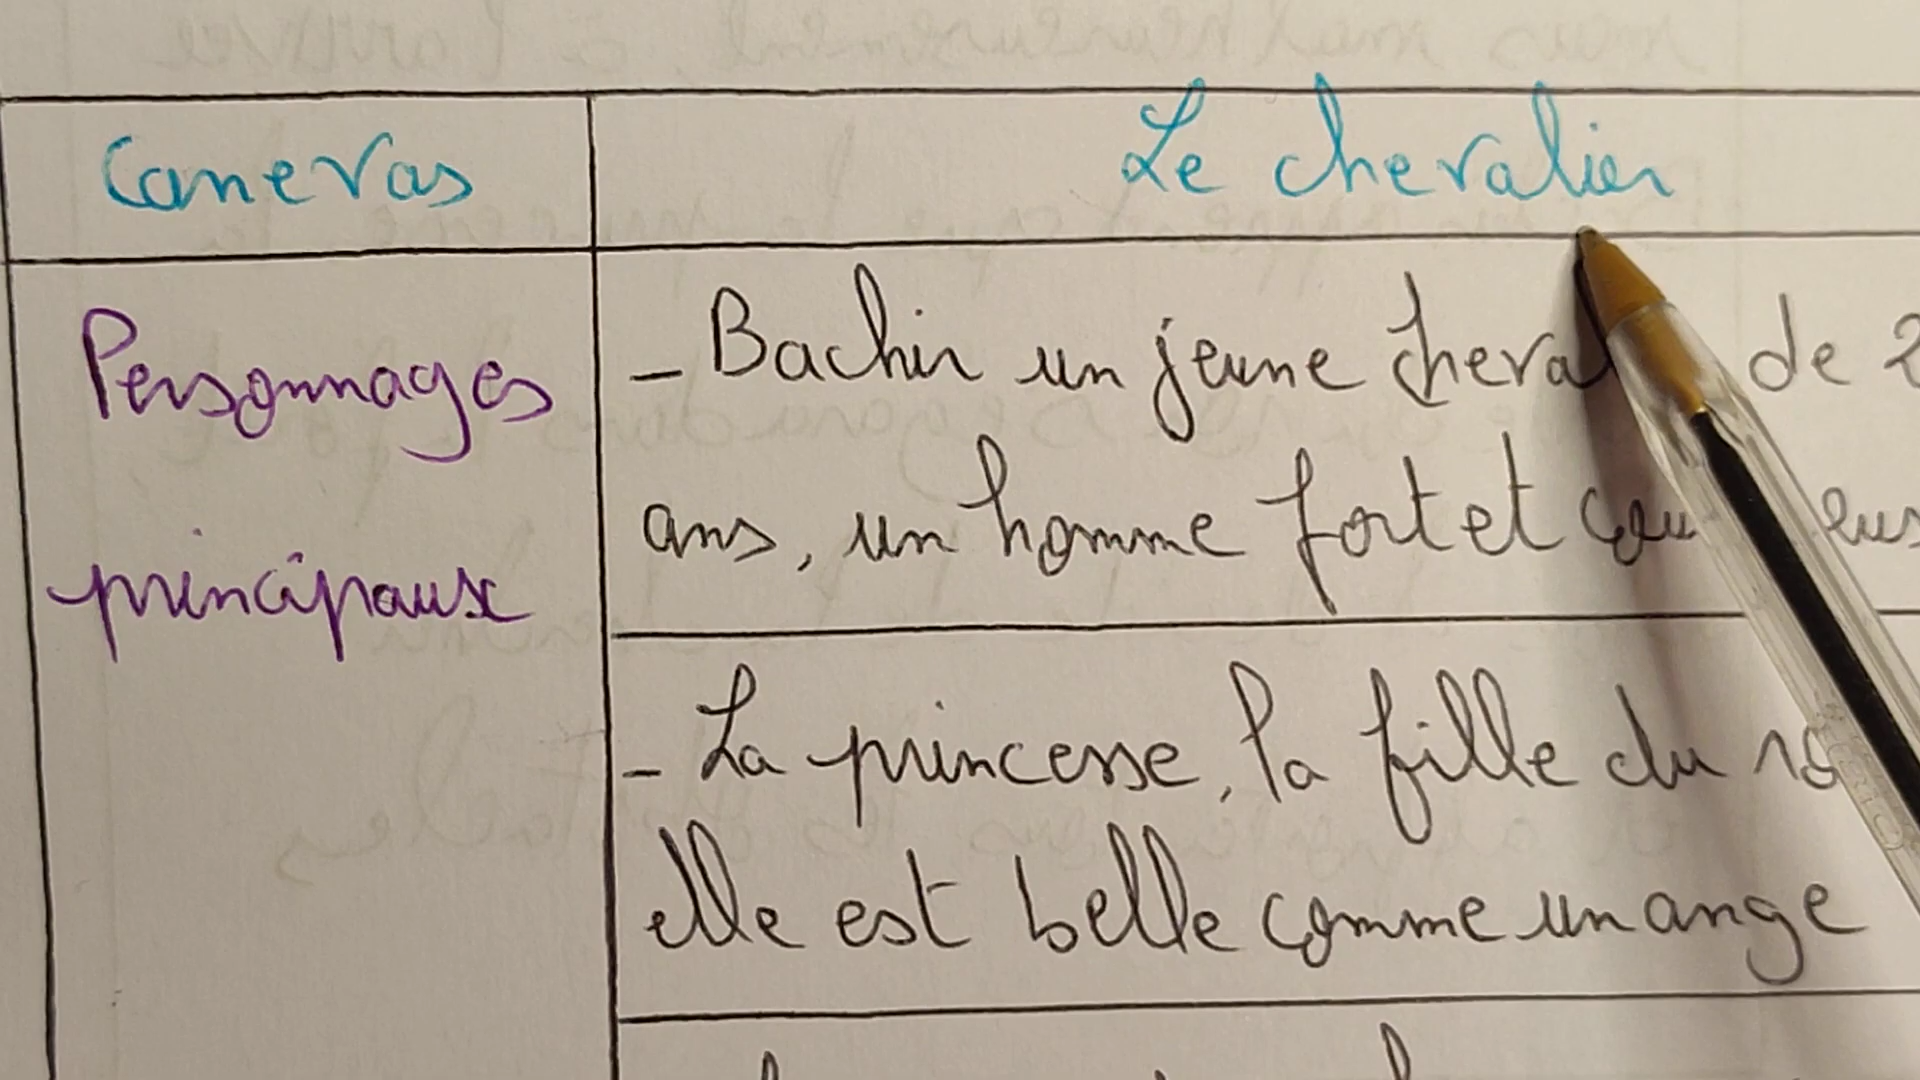 Canevas
Le chevalier
Personnages
principaux
- Bachir un jeune cheva de 2
ans, un homme fort et
- La princesse, la fille du
elle est belle comme un ange